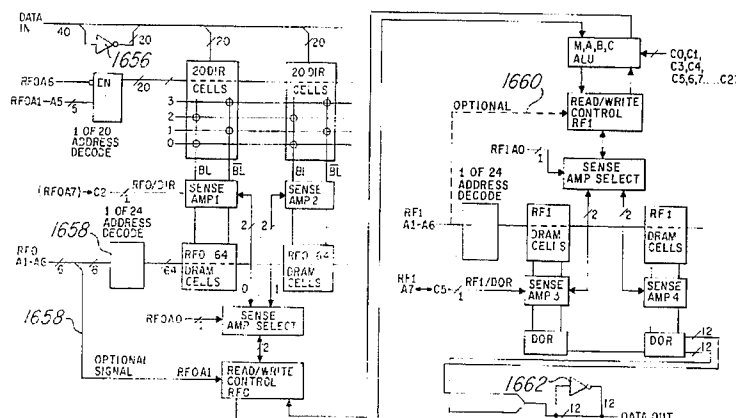 DATA
IN
40
20
1656
20
20
RFOA6
EN
20
RFOA1-A5
5
1 OF 20
ADDRESS
DECODE
20 DIR
CELLS
20 DIR
CELLS
3
2
1
0
BL
BL
BL
BL
(RFOA7)→C2
1
RFO/DIR
SENSE
AMP1
SENSE
AMP2
1 OF 24
ADDRESS
DECODE
2
2
1658
RFO
A1-A6
6
6
64
RFO 64
DRAM
CELLS
RFO 64
DRAM
CELLS
0
1
RFOA0
1
SENSE
AMP SELECT
1658
2
OPTIONAL
SIGNAL
RFOA1
READ/WRITE
CONTROL
RFO
M,A,B,C
ALU
C0,C1,
C3,C4,
C5,6,7....C2
1660
OPTIONAL
READ/WRITE
CONTROL
RF1
RF1A0
1
SENSE
AMP SELECT
1 OF 24
ADDRESS
DECODE
2
2
RF1
A1-A6
RF1
DRAM
CELLS
RF1
DRAM
CELLS
RF1
A7↔C5
1
RF1/DOR
SENSE
AMP3
SENSE
AMP4
DOR
DOR
12
12
1662
12
12
DATA OUT